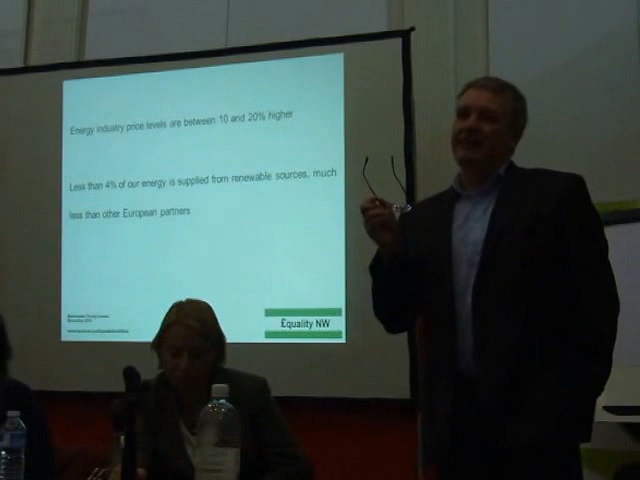 Energy industry price levels are between 10 and 20% higher
Less than 4% of our energy is supplied from renewable sources, much
less than other European partners
Equality NW